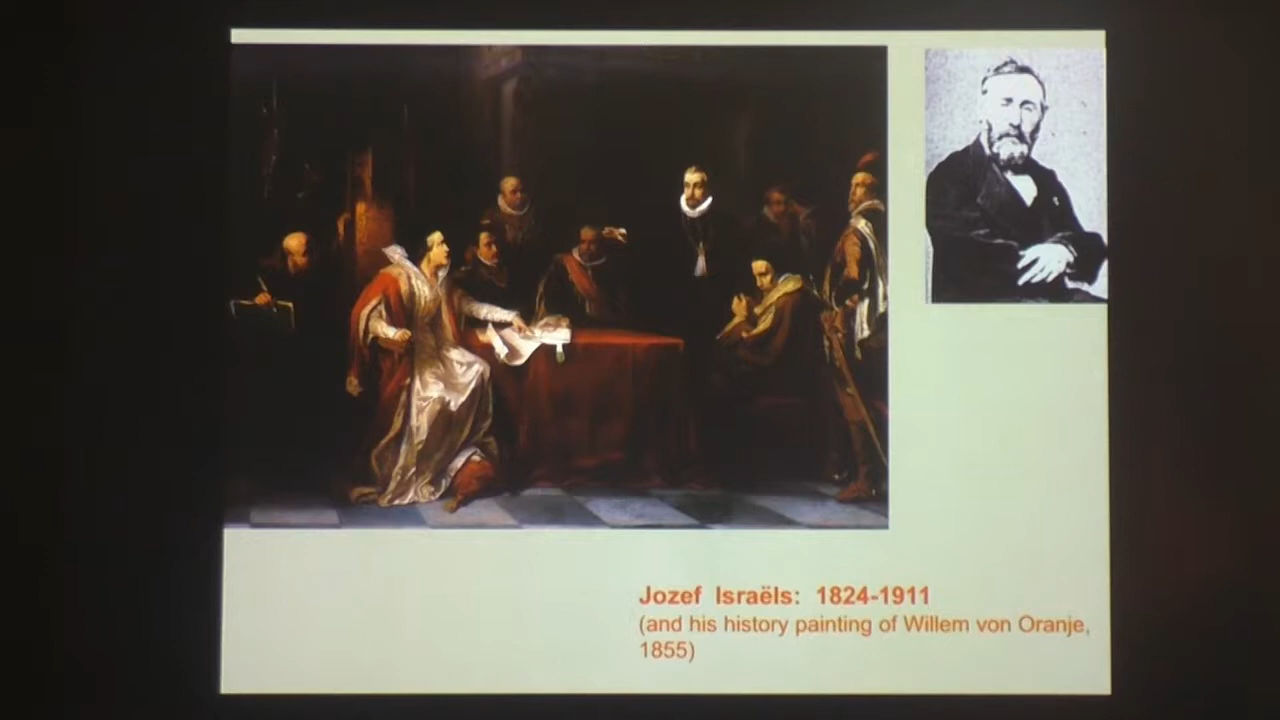 Jozef Israëls: 1824-1911
(and his history painting of Willem von Oranje,
1855)